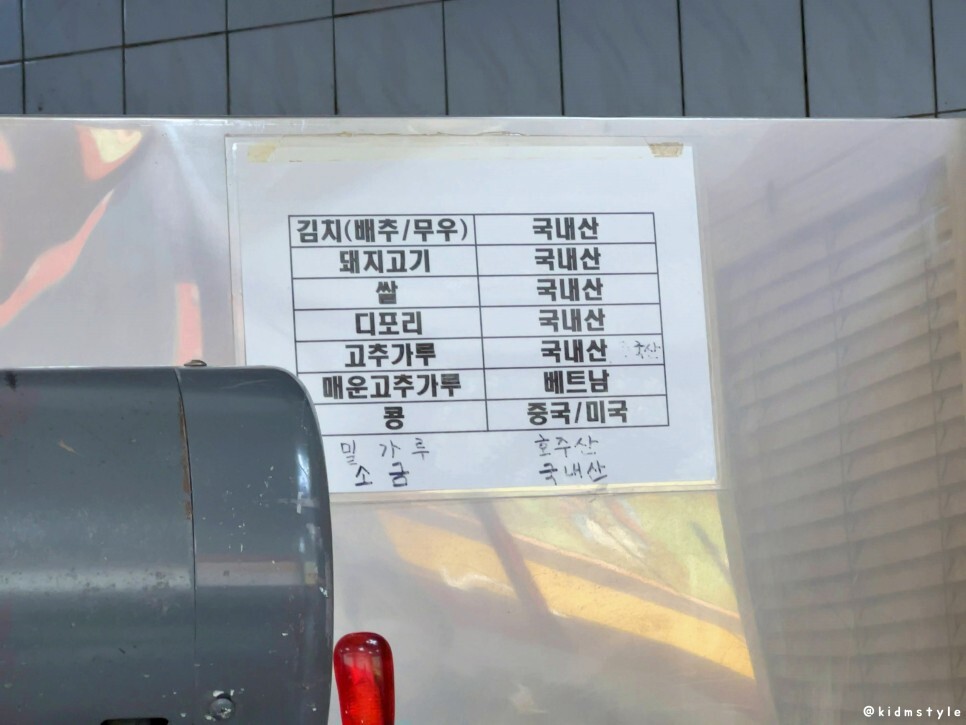 김치(배추/무우) 국내산
돼지고기 국내산
쌀 국내산
디포리 국내산
고추가루 국내산 국산
매운고추가루 베트남
콩 중국/미국
밀가루 호주산
소금 국내산
@kidmstyle